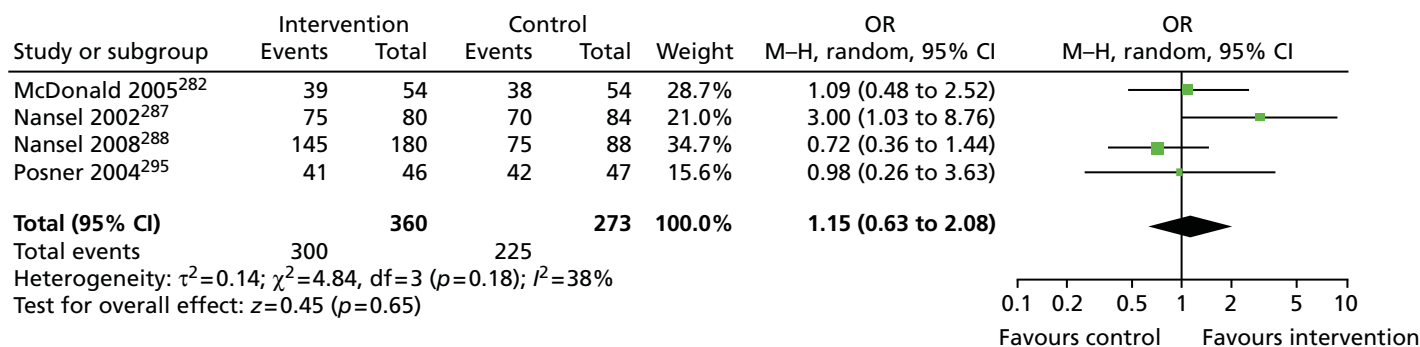 Intervention Control OR OR
Study or subgroup Events Total Events Total Weight M–H, random, 95% CI M–H, random, 95% CI
McDonald 2005282 39 54 38 54 28.7% 1.09 (0.48 to 2.52)
Nansel 2002287 75 80 70 84 21.0% 3.00 (1.03 to 8.76)
Nansel 2008288 145 180 75 88 34.7% 0.72 (0.36 to 1.44)
Posner 2004295 41 46 42 47 15.6% 0.98 (0.26 to 3.63)
Total (95% CI) 360 273 100.0% 1.15 (0.63 to 2.08)
Total events 300 225
Heterogeneity: τ2=0.14; χ2=4.84, df=3 (p=0.18); I2=38%
Test for overall effect: z=0.45 (p=0.65)
0.1 0.2 0.5 1 2 5 10
Favours control Favours intervention